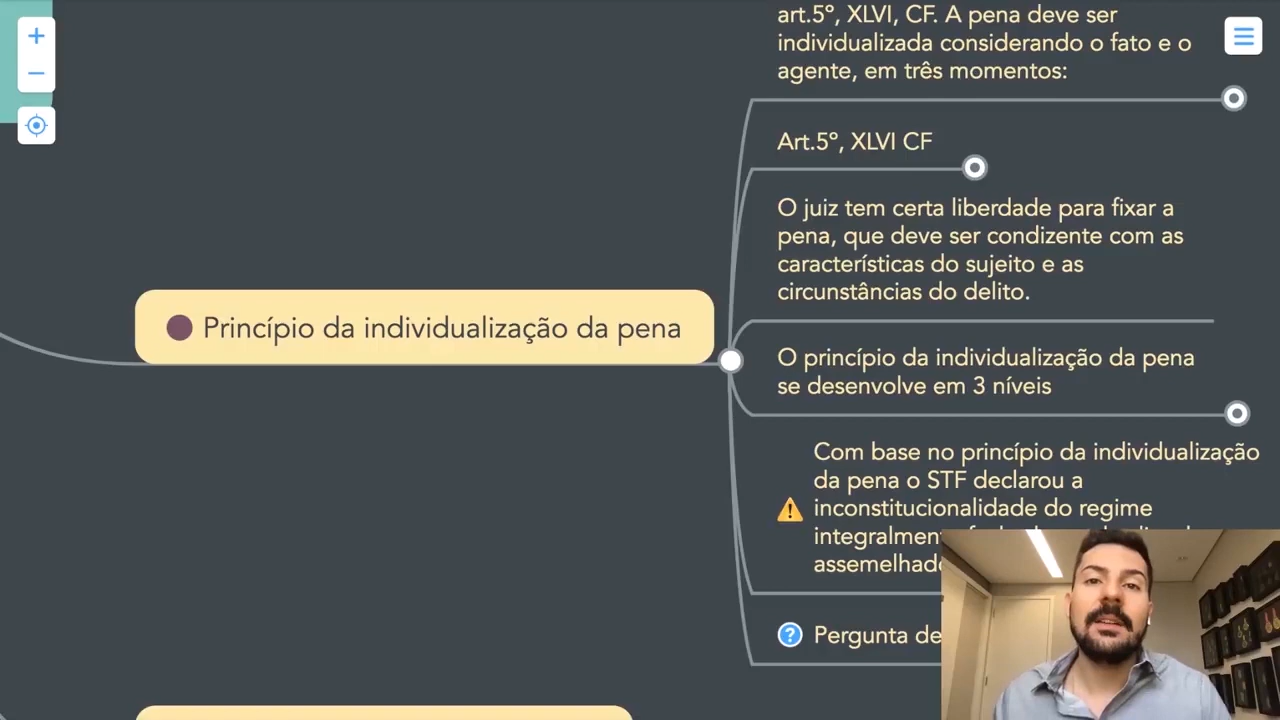 art.5º, XLVI, CF. A pena deve ser
individualizada considerando o fato e o
agente, em três momentos:
Art.5º, XLVI CF
O juiz tem certa liberdade para fixar a
pena, que deve ser condizente com as
características do sujeito e as
circunstâncias do delito.
Princípio da individualização da pena
O princípio da individualização da pena
se desenvolve em 3 níveis
Com base no princípio da individualização
da pena o STF declarou a
inconstitucionalidade do regime
Pergunta de